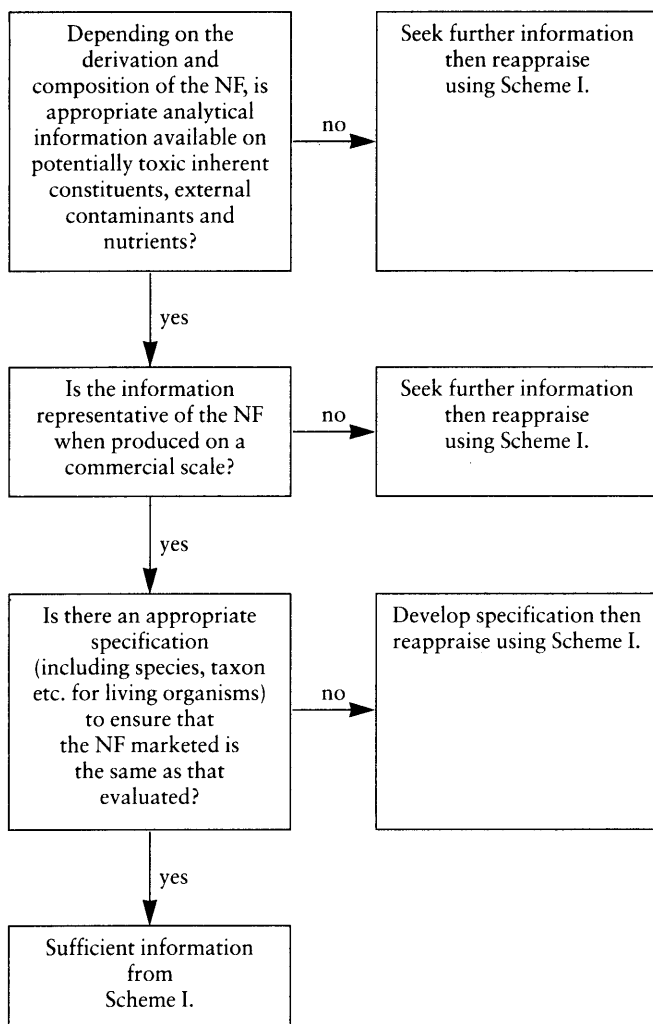 Depending on the
derivation and
composition of the NF, is
appropriate analytical
information available on
potentially toxic inherent
constituents, external
contaminants and
nutrients?
no
Seek further information
then reappraise
using Scheme I.
yes
Is the information
representative of the NF
when produced on a
commercial scale?
no
Seek further information
then reappraise
using Scheme I.
yes
Is there an appropriate
specification
(including species, taxon
etc. for living organisms)
to ensure that
the NF marketed is
the same as that
evaluated?
no
Develop specification then
reappraise using Scheme I.
yes
Sufficient information
from
Scheme I.